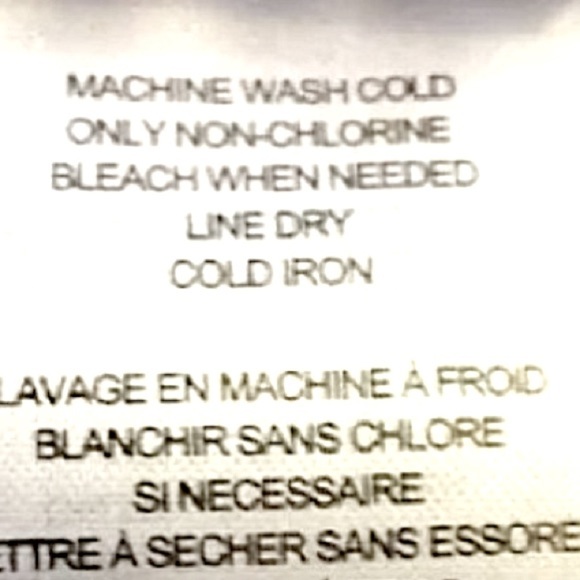 MACHINE WASH COLD
ONLY NON-CHLORINE
BLEACH WHEN NEEDED
LINE DRY
COLD IRON
LAVAGE EN MACHINE À FROID
BLANCHIR SANS CHLORE
SI NECESSAIRE
ETTRE À SECHER SANS ESSORE